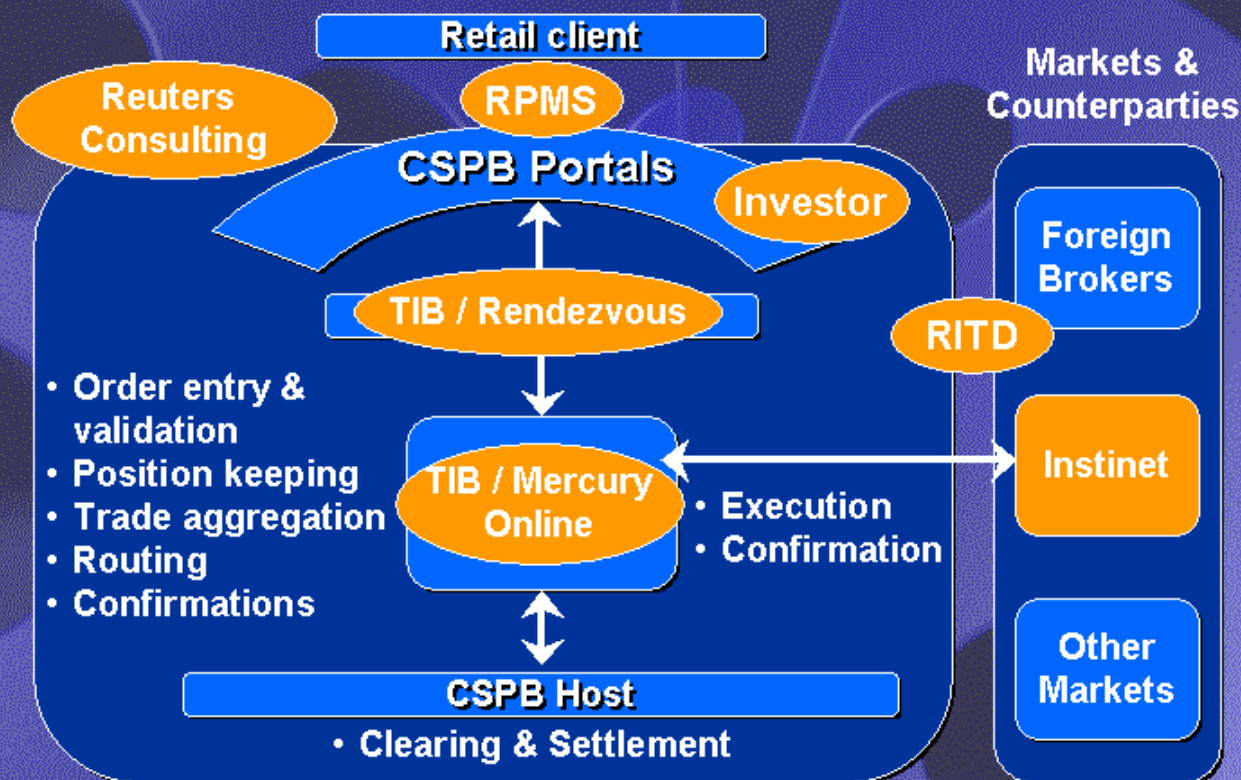 Retail client
Reuters
Consulting
RPMS
CSPB Portals
Investor
Markets &
Counterparties
TIB / Rendezvous
Foreign
Brokers
RITD
• Order entry &
validation
• Position keeping
• Trade aggregation
• Routing
• Confirmations
TIB / Mercury
Online
• Execution
• Confirmation
Instinet
Other
Markets
CSPB Host
• Clearing & Settlement